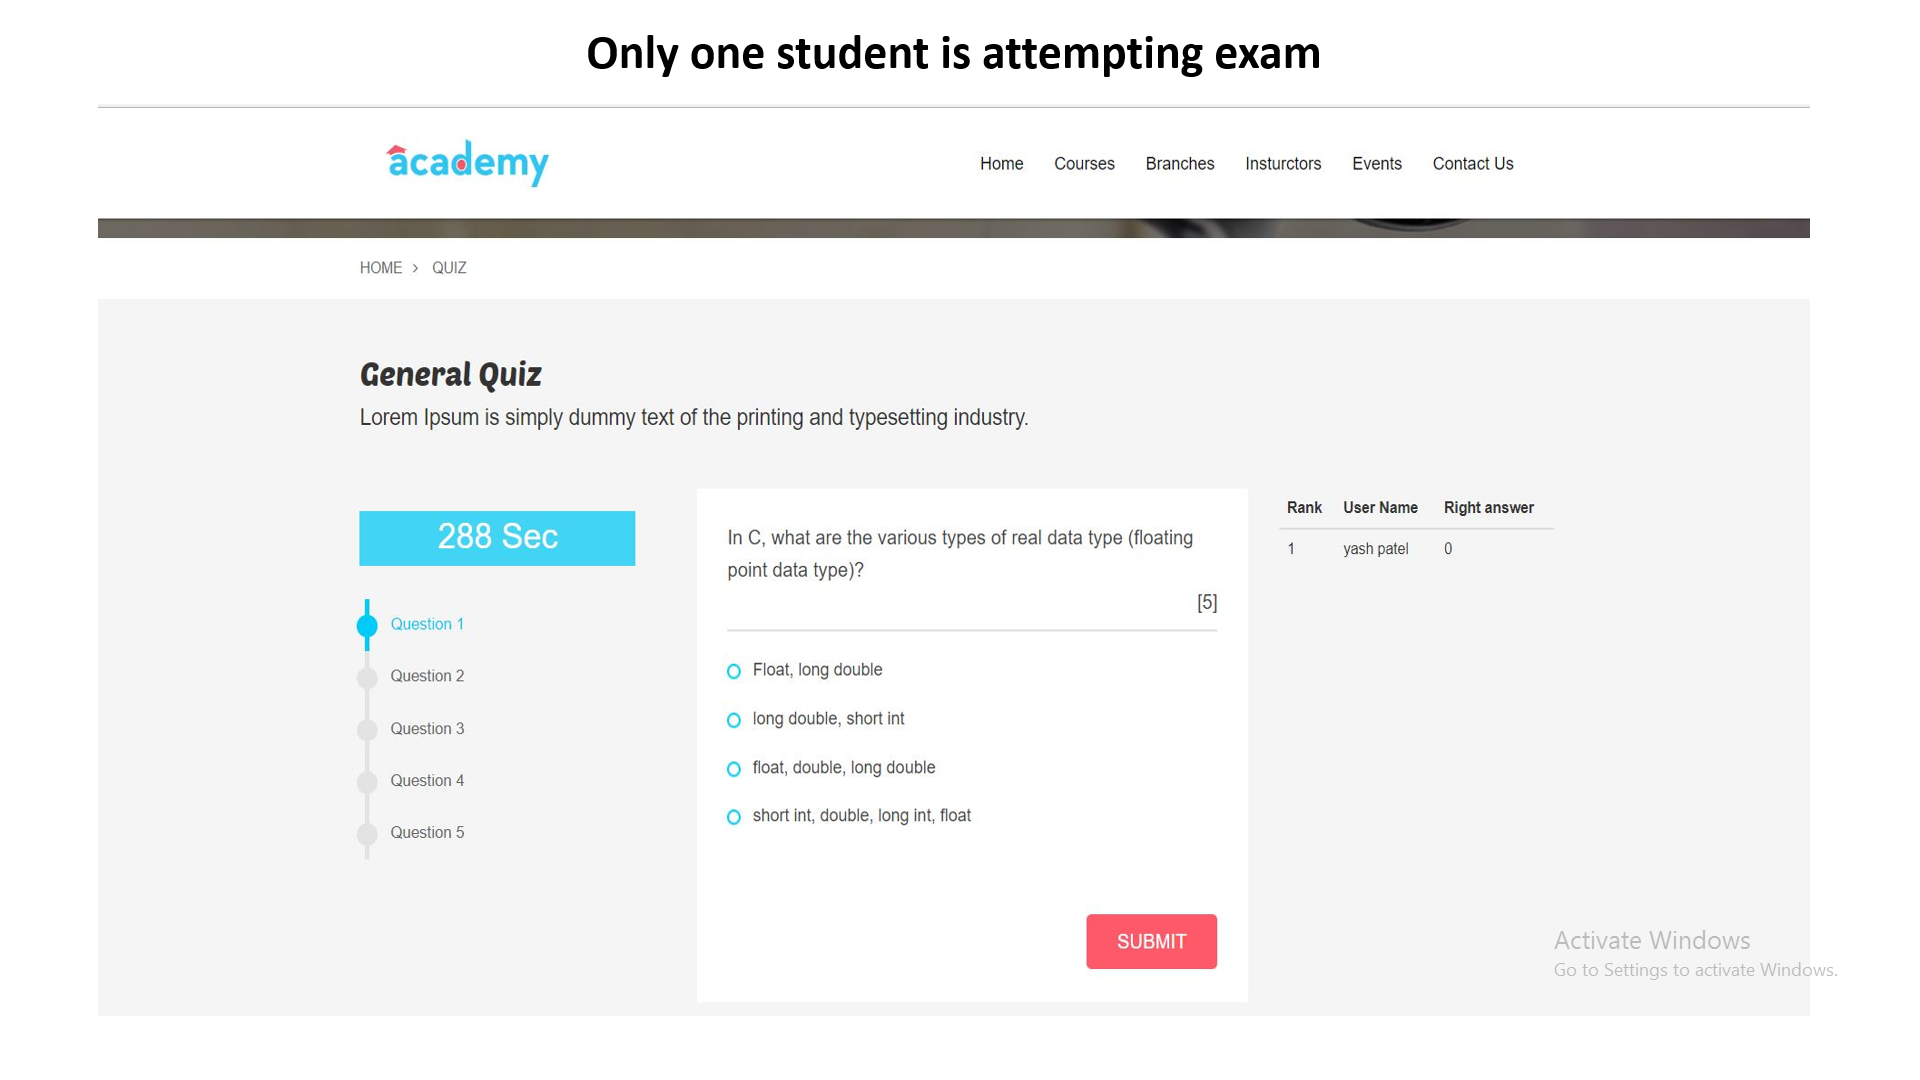 Only one student is attempting exam
academy
Home Courses Branches Insturctors Events Contact Us
HOME > QUIZ
General Quiz
Lorem Ipsum is simply dummy text of the printing and typesetting industry.
288 Sec
Question 1
Question 2
Question 3
Question 4
Question 5
In C, what are the various types of real data type (floating
point data type)?
[5]
Float, long double
long double, short int
float, double, long double
short int, double, long int, float
SUBMIT
Rank User Name Right answer
1 yash patel 0
Activate Windows
Go to Settings to activate Windows.